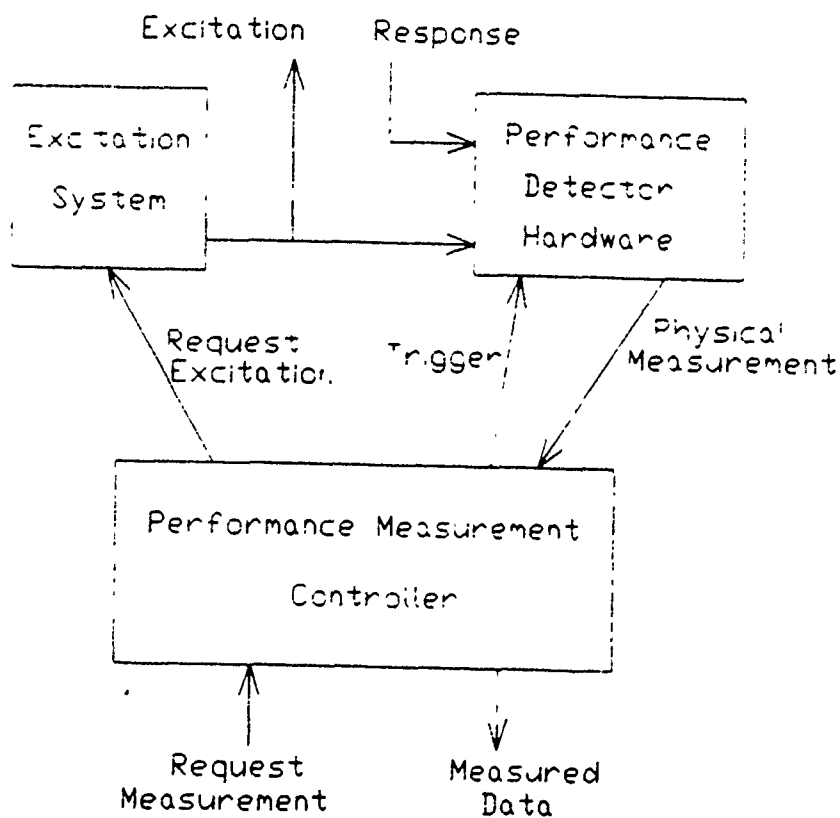 Excitation Response
Excitation
System
Performance
Detector
Hardware
Request
Excitation
Trigger
Physical
Measurement
Performance Measurement
Controller
Request
Measurement
Measured
Data